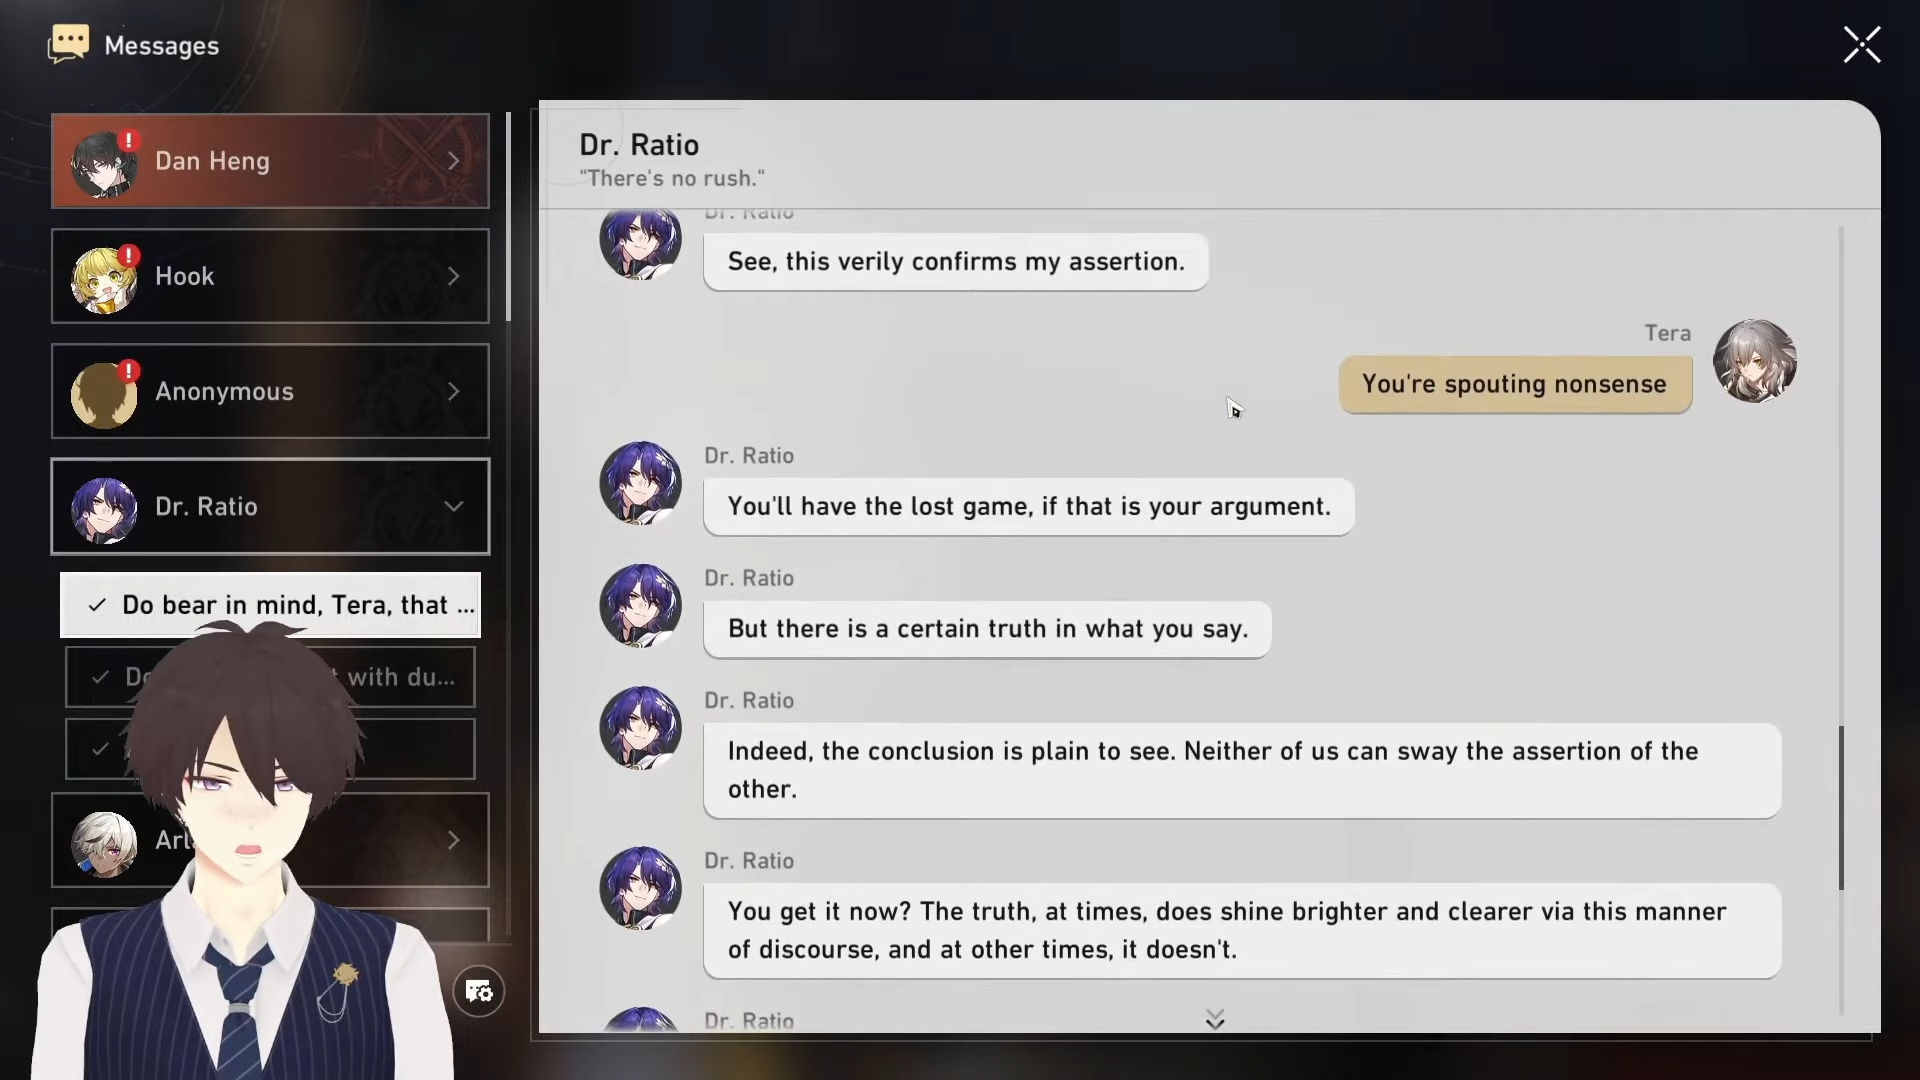 Messages
Dan Heng
Hook
Anonymous
Dr. Ratio
Do bear in mind, Tera, that ...
with du...
Dr. Ratio
"There's no rush."
Dr. Ratio
See, this verily confirms my assertion.
Tera
You're spouting nonsense
Dr. Ratio
You'll have the lost game, if that is your argument.
Dr. Ratio
But there is a certain truth in what you say.
Dr. Ratio
Indeed, the conclusion is plain to see. Neither of us can sway the assertion of the
other.
Dr. Ratio
You get it now? The truth, at times, does shine brighter and clearer via this manner
of discourse, and at other times, it doesn't.
Dr. Ratio